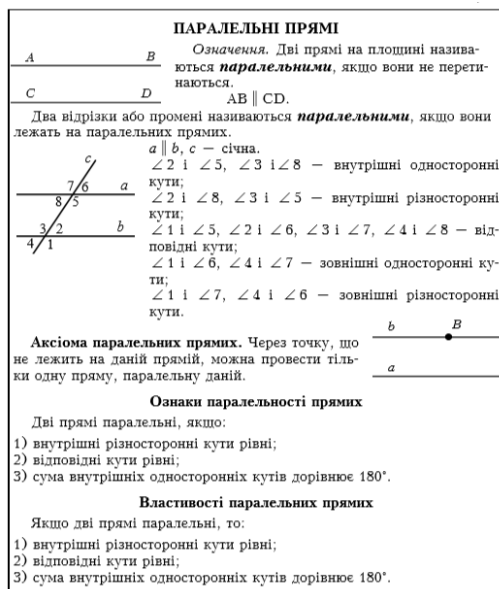 ПАРАЛЕЛЬНІ ПРЯМІ
A B
C D
Означення. Дві прямі на площині назива-
ються паралельними, якщо вони не перети-
наються.
AB || CD.
Два відрізки або промені називаються паралельними, якщо вони
лежать на паралельних прямих.
a || b, c — січна.
∠2 і ∠5, ∠3 і∠8 — внутрішні односторонні
кути;
∠2 і ∠8, ∠3 і ∠5 — внутрішні різносторонні
кути;
∠1 і ∠5, ∠2 і ∠6, ∠3 і ∠7, ∠4 і ∠8 — від-
повідні кути;
∠1 і ∠6, ∠4 і ∠7 — зовнішні односторонні ку-
ти;
∠1 і ∠7, ∠4 і ∠6 — зовнішні різносторонні
кути.
c
7 6 a
8 5
3 2 b
4 1
Аксіома паралельних прямих. Через точку, що
не лежить на даній прямій, можна провести тіль-
ки одну пряму, паралельну даній.
b B
a
Ознаки паралельності прямих
Дві прямі паралельні, якщо:
1) внутрішні різносторонні кути рівні;
2) відповідні кути рівні;
3) сума внутрішніх односторонніх кутів дорівнює 180°.
Властивості паралельних прямих
Якщо дві прямі паралельні, то:
1) внутрішні різносторонні кути рівні;
2) відповідні кути рівні;
3) сума внутрішніх односторонніх кутів дорівнює 180°.